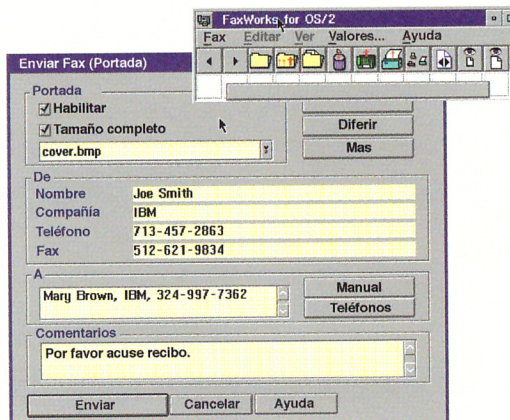 FaxWorks for OS/2
Fax Editar Ver Valores... Ayuda
Enviar Fax (Portada)
Portada
Habilitar
Tamaño completo
cover.bmp
Diferir
Mas
De
Nombre Joe Smith
Compañía IBM
Teléfono 713-457-2863
Fax 512-621-9834
A
Mary Brown, IBM, 324-997-7362
Manual
Teléfonos
Comentarios
Por favor acuse recibo.
Enviar Cancelar Ayuda